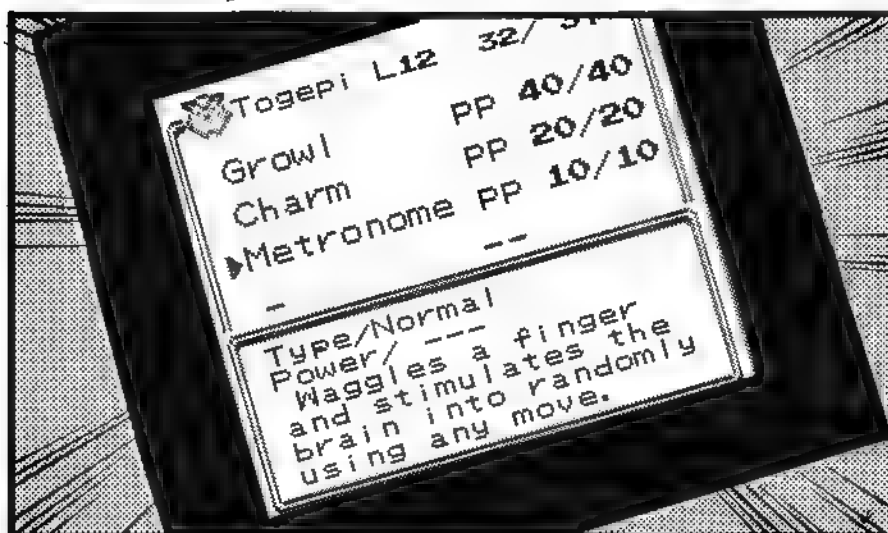 Togepi L12 32/
Growl PP 40/40
Charm PP 20/20
Metronome PP 10/10
- --
Type/Normal
Power/ ---
Waggles a finger
and stimulates the
brain into randomly
using any move.